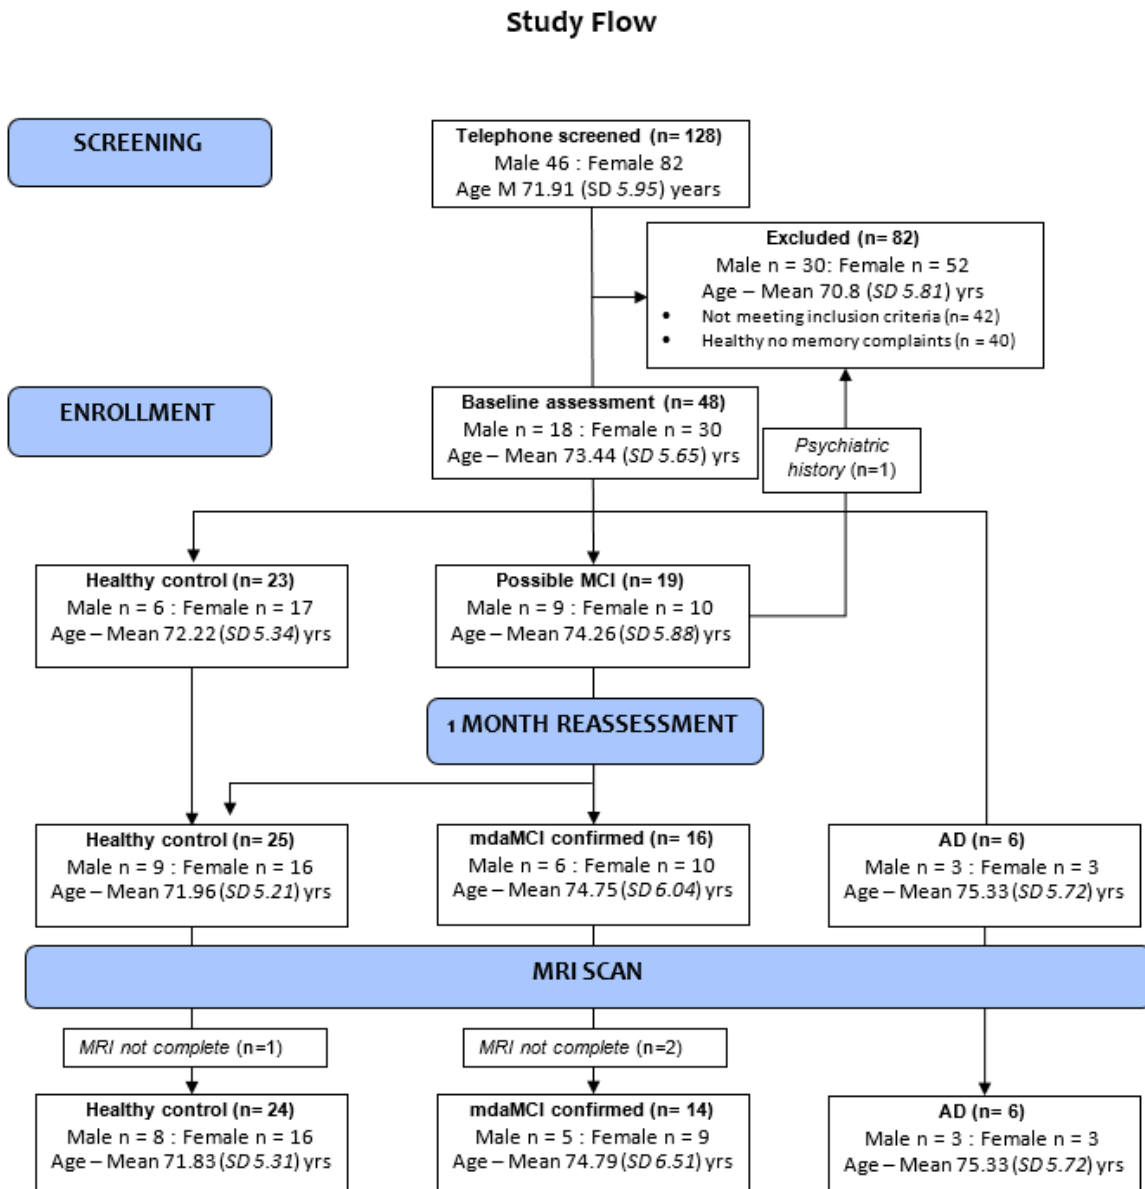 Study Flow
SCREENING
Telephone screened (n= 128)
Male 46 : Female 82
Age M 71.91 (SD 5.95) years
Excluded (n= 82)
Male n = 30: Female n = 52
Age – Mean 70.8 (SD 5.81) yrs
• Not meeting inclusion criteria (n= 42)
• Healthy no memory complaints (n = 40)
ENROLLMENT
Baseline assessment (n= 48)
Male n = 18 : Female n = 30
Age – Mean 73.44 (SD 5.65) yrs
Psychiatric
history (n=1)
Healthy control (n= 23)
Male n = 6 : Female n = 17
Age – Mean 72.22 (SD 5.34) yrs
Possible MCI (n= 19)
Male n = 9 : Female n = 10
Age – Mean 74.26 (SD 5.88) yrs
1 MONTH REASSESSMENT
Healthy control (n= 25)
Male n = 9 : Female n = 16
Age – Mean 71.96 (SD 5.21) yrs
mdaMCI confirmed (n= 16)
Male n = 6 : Female n = 10
Age – Mean 74.75 (SD 6.04) yrs
AD (n= 6)
Male n = 3 : Female n = 3
Age – Mean 75.33 (SD 5.72) yrs
MRI SCAN
MRI not complete (n=1)
MRI not complete (n=2)
Healthy control (n= 24)
Male n = 8 : Female n = 16
Age – Mean 71.83 (SD 5.31) yrs
mdaMCI confirmed (n= 14)
Male n = 5 : Female n = 9
Age – Mean 74.79 (SD 6.51) yrs
AD (n= 6)
Male n = 3 : Female n = 3
Age – Mean 75.33 (SD 5.72) yrs